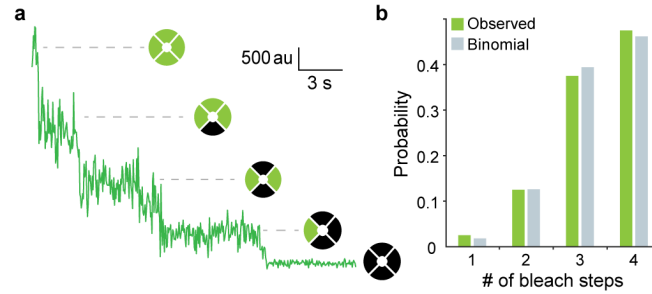 a
500 au
3 s
b
Observed
Binomial
Probability
0.4
0.3
0.2
0.1
0
1 2 3 4
# of bleach steps